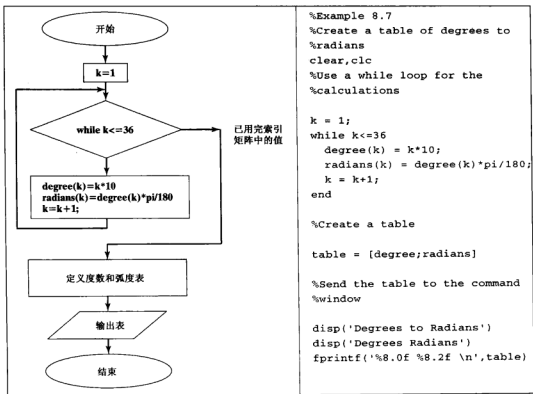 开始
k=1
while k<=36
已用完索引
矩阵中的值
degree(k)=k*10
radians(k)=degree(k)*pi/180
k=k+1;
定义度数和弧度表
输出表
结束
%Example 8.7
%Create a table of degrees to
%radians
clear,clc
%Use a while loop for the
%calculations
k = 1;
while k<=36
degree(k) = k*10;
radians(k) = degree(k)*pi/180;
k = k+1;
end
%Create a table
table = [degree;radians]
%Send the table to the command
%window
disp('Degrees to Radians')
disp('Degrees Radians')
fprintf('%8.0f %8.2f \n',table)